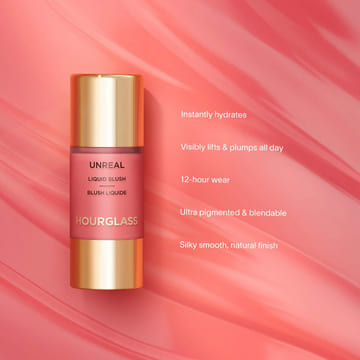 UNREAL
LIQUID BLUSH
BLUSH LIQUIDE
HOURGLASS
Instantly hydrates
Visibly lifts & plumps all day
12-hour wear
Ultra pigmented & blendable
Silky smooth, natural finish